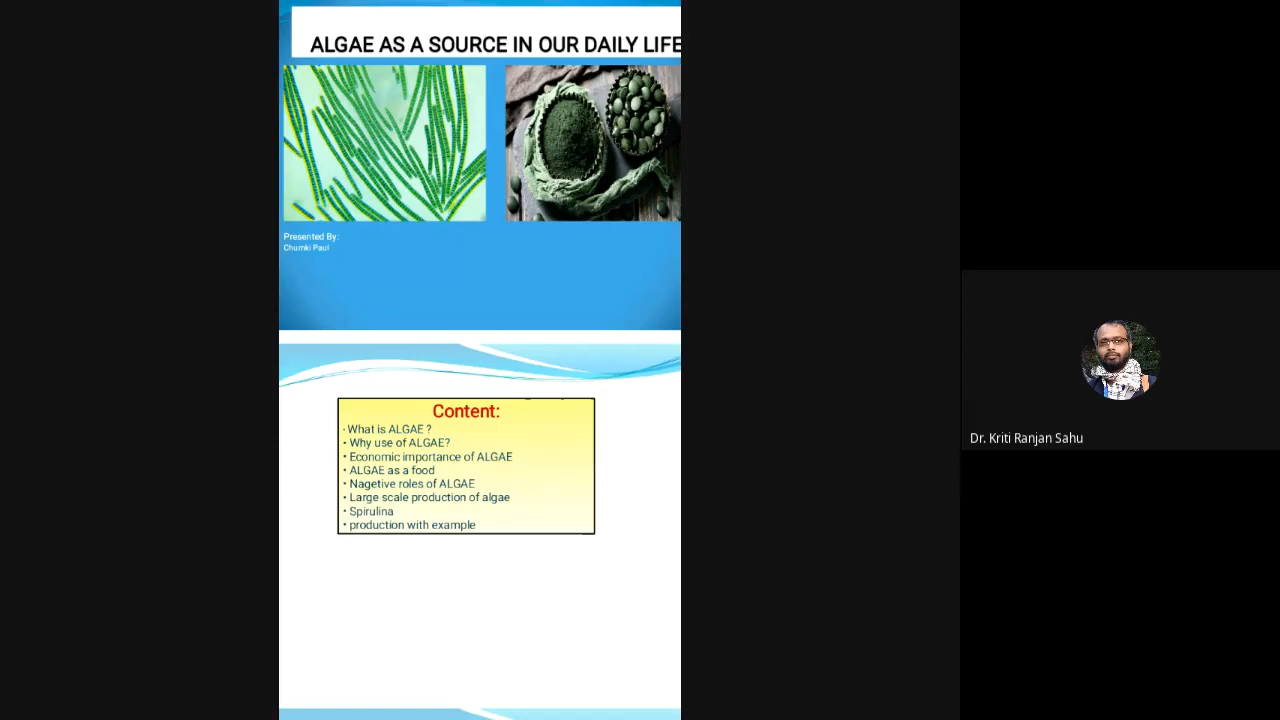 ALGAE AS A SOURCE IN OUR DAILY LIFE
Presented By:
Chumki Paul
Content:
• What is ALGAE ?
• Why use of ALGAE?
• Economic importance of ALGAE
• ALGAE as a food
• Nagetive roles of ALGAE
• Large scale production of algae
• Spirulina
• production with example
Dr. Kriti Ranjan Sahu